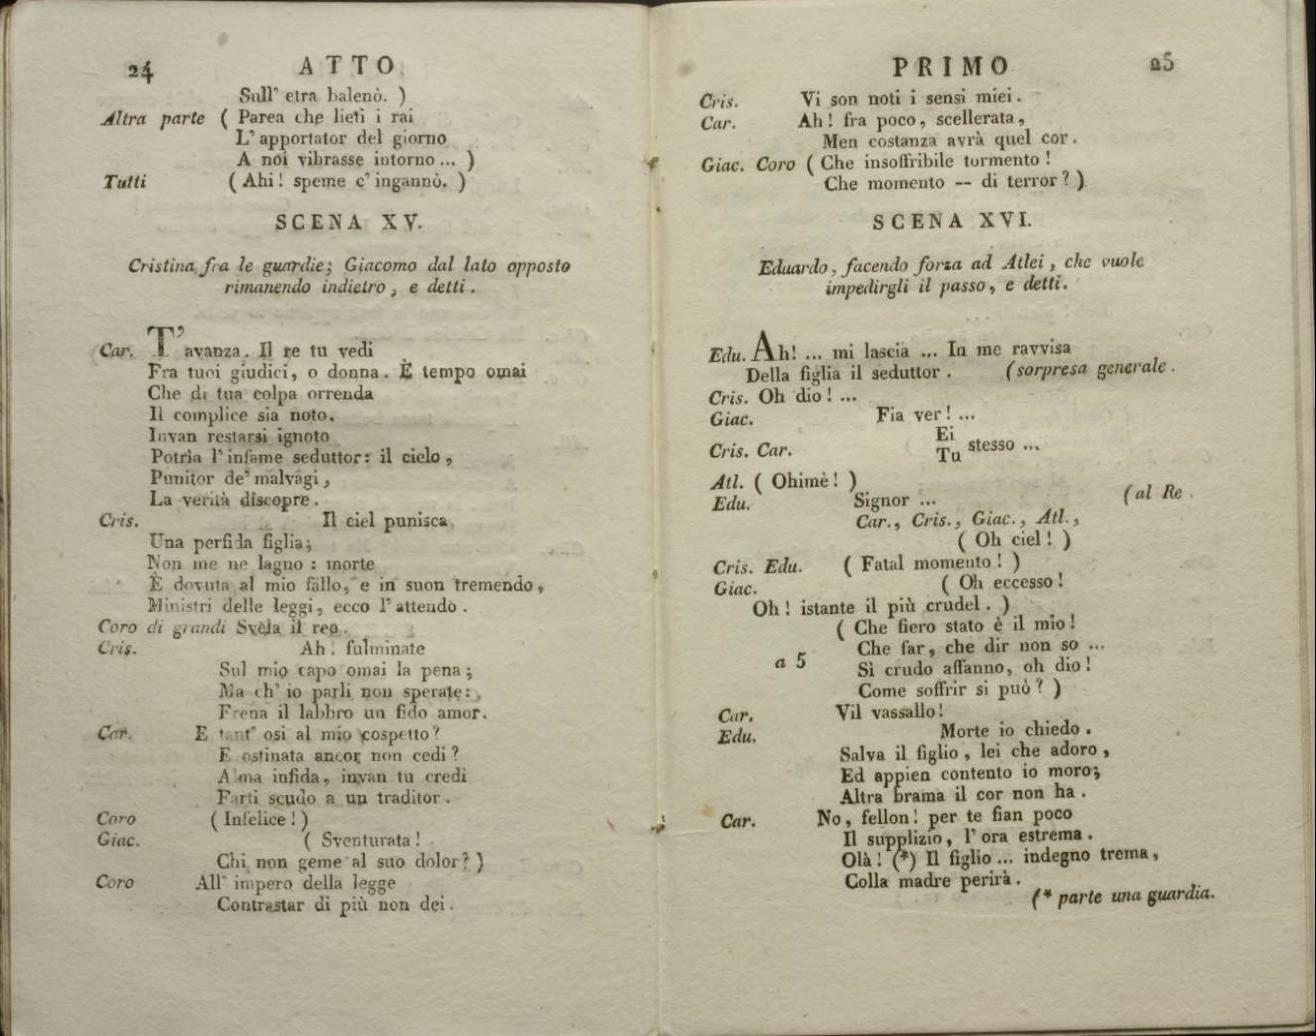 24 ATTO
Sull' etra balenò. )
Altra parte ( Parea che lieti i rai
L' apportator del giorno
A noi vibrasse intorno ... )
Tutti ( Ahi! speme c' ingannò. )
SCENA XV.
Cristina fra le guardie; Giacomo dal lato opposto
rimanendo indietro, e detti.
Car. T' avanza. Il re tu vedi
Fra tuoi giudici, o donna. È tempo omai
Che di tua colpa orrenda
Il complice sia noto.
Invan restarsi ignoto
Potria l' infame seduttor: il cielo,
Punitor de' malvagi,
La verità discopre.
Cris. Il ciel punisca
Una perfida figlia;
Non me ne lagno: morte
È dovuta al mio fallo, e in suon tremendo,
Ministri delle leggi, ecco l' attendo.
Coro di grandi Svela il reo.
Cris. Ah! fulminate
Sul mio capo omai la pena;
Ma ch' io parli non sperate:
Frena il labbro un fido amor.
Car. E tant' osi al mio cospetto?
E ostinata ancor non cedi?
Alma infida, invan tu credi
Farti scudo a un traditor.
Coro ( Infelice! )
Giac. ( Sventurata!
Chi non geme al suo dolor? )
Coro All' impero della legge
Contrastar di più non dei.
PRIMO 25
Cris. Vi son noti i sensi miei.
Car. Ah! fra poco, scellerata,
Men costanza avrà quel cor.
Giac. Coro ( Che insoffribile tormento!
Che momento -- di terror? )
SCENA XVI.
Eduardo, facendo forza ad Atlei, che vuole
impedirgli il passo, e detti.
Edu. Ah! ... mi lascia ... In me ravvisa
Della figlia il seduttor. (sorpresa generale.
Cris. Oh dio! ...
Giac. Fia ver! ...
Ei
Cris. Car. stesso ...
Tu
Atl. ( Ohimè! )
Edu. Signor ... (al Re.
Car., Cris., Giac., Atl.,
( Oh ciel! )
Cris. Edu. ( Fatal momento! )
Giac. ( Oh eccesso!
Oh! istante il più crudel. )
( Che fiero stato è il mio!
Che far, che dir non so ...
a 5 Sì crudo affanno, oh dio!
Come soffrir si può? )
Car. Vil vassallo!
Edu. Morte io chiedo.
Salva il figlio, lei che adoro,
Ed appien contento io moro;
Altra brama il cor non ha.
Car. No, fellon! per te fian poco
Il supplizio, l' ora estrema.
Olà! (*) Il figlio ... indegno trema,
Colla madre perirà.
(* parte una guardia.